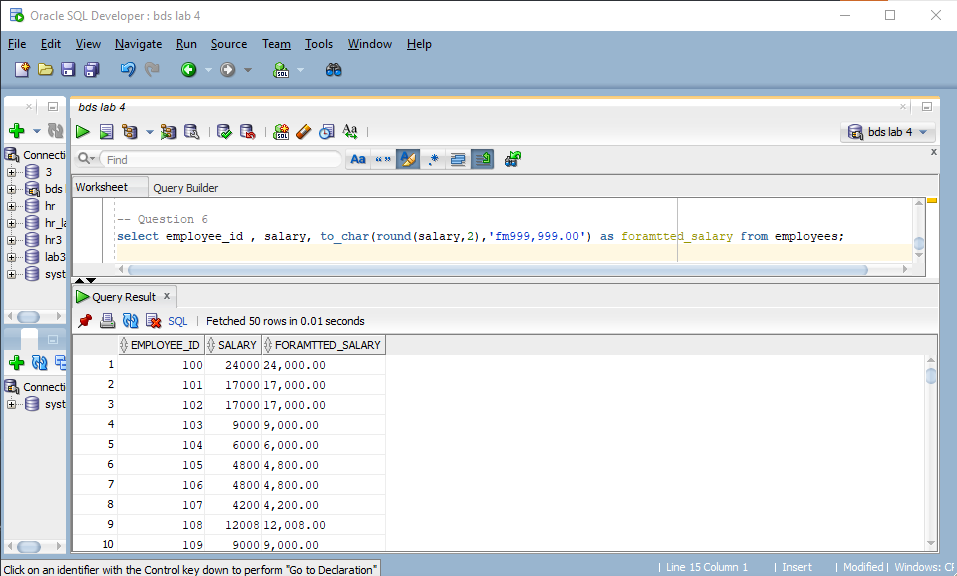 Oracle SQL Developer : bds lab 4
File Edit View Navigate Run Source Team Tools Window Help
bds lab 4
bds lab 4
Find
Worksheet Query Builder
Connecti
3
bds
hr
hr_la
hr3
lab3
syst
-- Question 6
select employee_id , salary, to_char(round(salary,2),'fm999,999.00') as foramtted_salary from employees;
Query Result
SQL | Fetched 50 rows in 0.01 seconds
Connecti
syst
EMPLOYEE_ID SALARY FORAMTTED_SALARY
1 100 24000 24,000.00
2 101 17000 17,000.00
3 102 17000 17,000.00
4 103 9000 9,000.00
5 104 6000 6,000.00
6 105 4800 4,800.00
7 106 4800 4,800.00
8 107 4200 4,200.00
9 108 12008 12,008.00
10 109 9000 9,000.00
Click on an identifier with the Control key down to perform "Go to Declaration"
| Line 15 Column 1 | Insert | Modified | Windows: CF